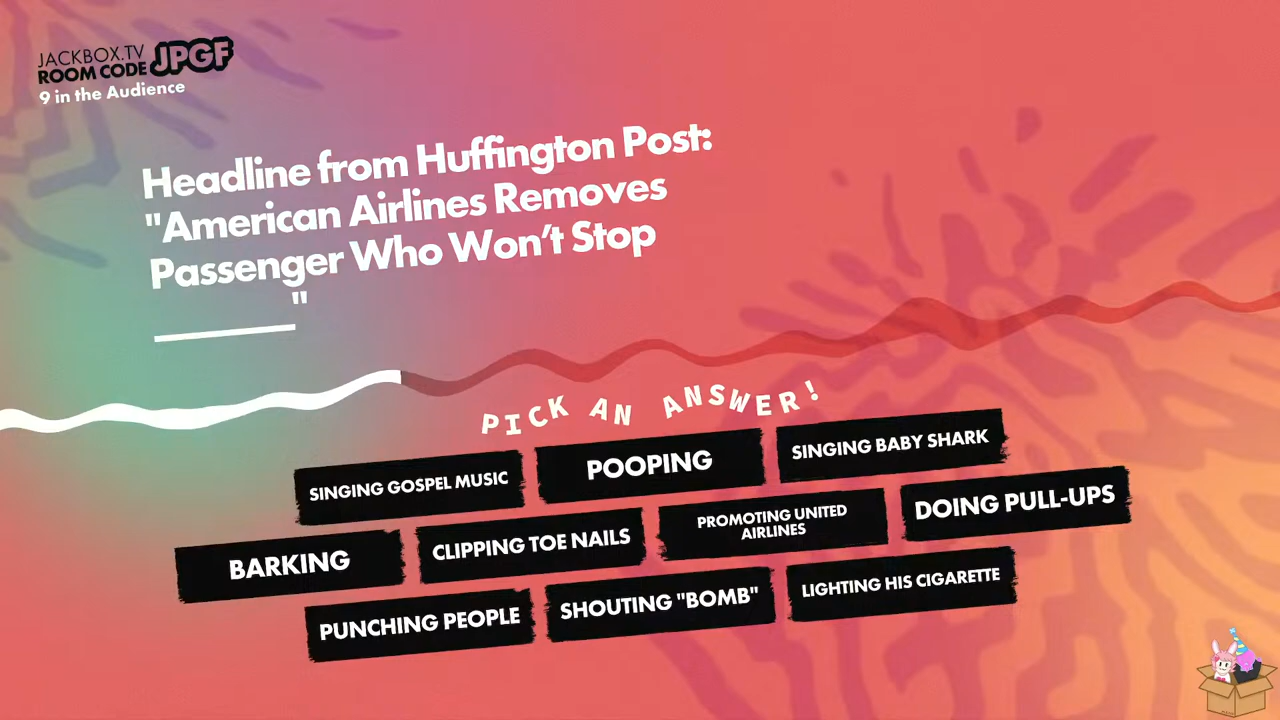 JACKBOX.TV
ROOM CODE JPGF
9 in the Audience
Headline from Huffington Post:
"American Airlines Removes
Passenger Who Won't Stop
________"
PICK AN ANSWER!
SINGING GOSPEL MUSIC
POOPING
SINGING BABY SHARK
BARKING
CLIPPING TOE NAILS
PROMOTING UNITED
AIRLINES
DOING PULL-UPS
PUNCHING PEOPLE
SHOUTING "BOMB"
LIGHTING HIS CIGARETTE